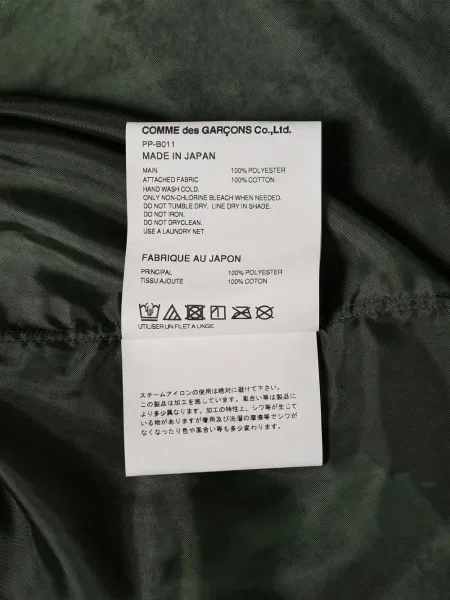 COMME des GARÇONS Co.,Ltd.
PP-B011
MADE IN JAPAN
MAIN 100% POLYESTER
ATTACHED FABRIC 100% COTTON
HAND WASH COLD.
ONLY NON-CHLORINE BLEACH WHEN NEEDED.
DO NOT TUMBLE DRY. LINE DRY IN SHADE.
DO NOT IRON.
DO NOT DRYCLEAN.
USE A LAUNDRY NET
FABRIQUE AU JAPON
PRINCIPAL 100% POLYESTER
TISSU AJOUTE 100% COTON
UTILISER UN FILET A LINGE.
スチームアイロンの使用は絶対に避けて下さい。
この製品は加工を施しています。風合い等は製品に
より多少異なります。加工の特性上、シワ等が生じて
いる物がありますが着用及び洗濯の摩擦等でシワが
なくなったり色や風合い等も多少変わります。